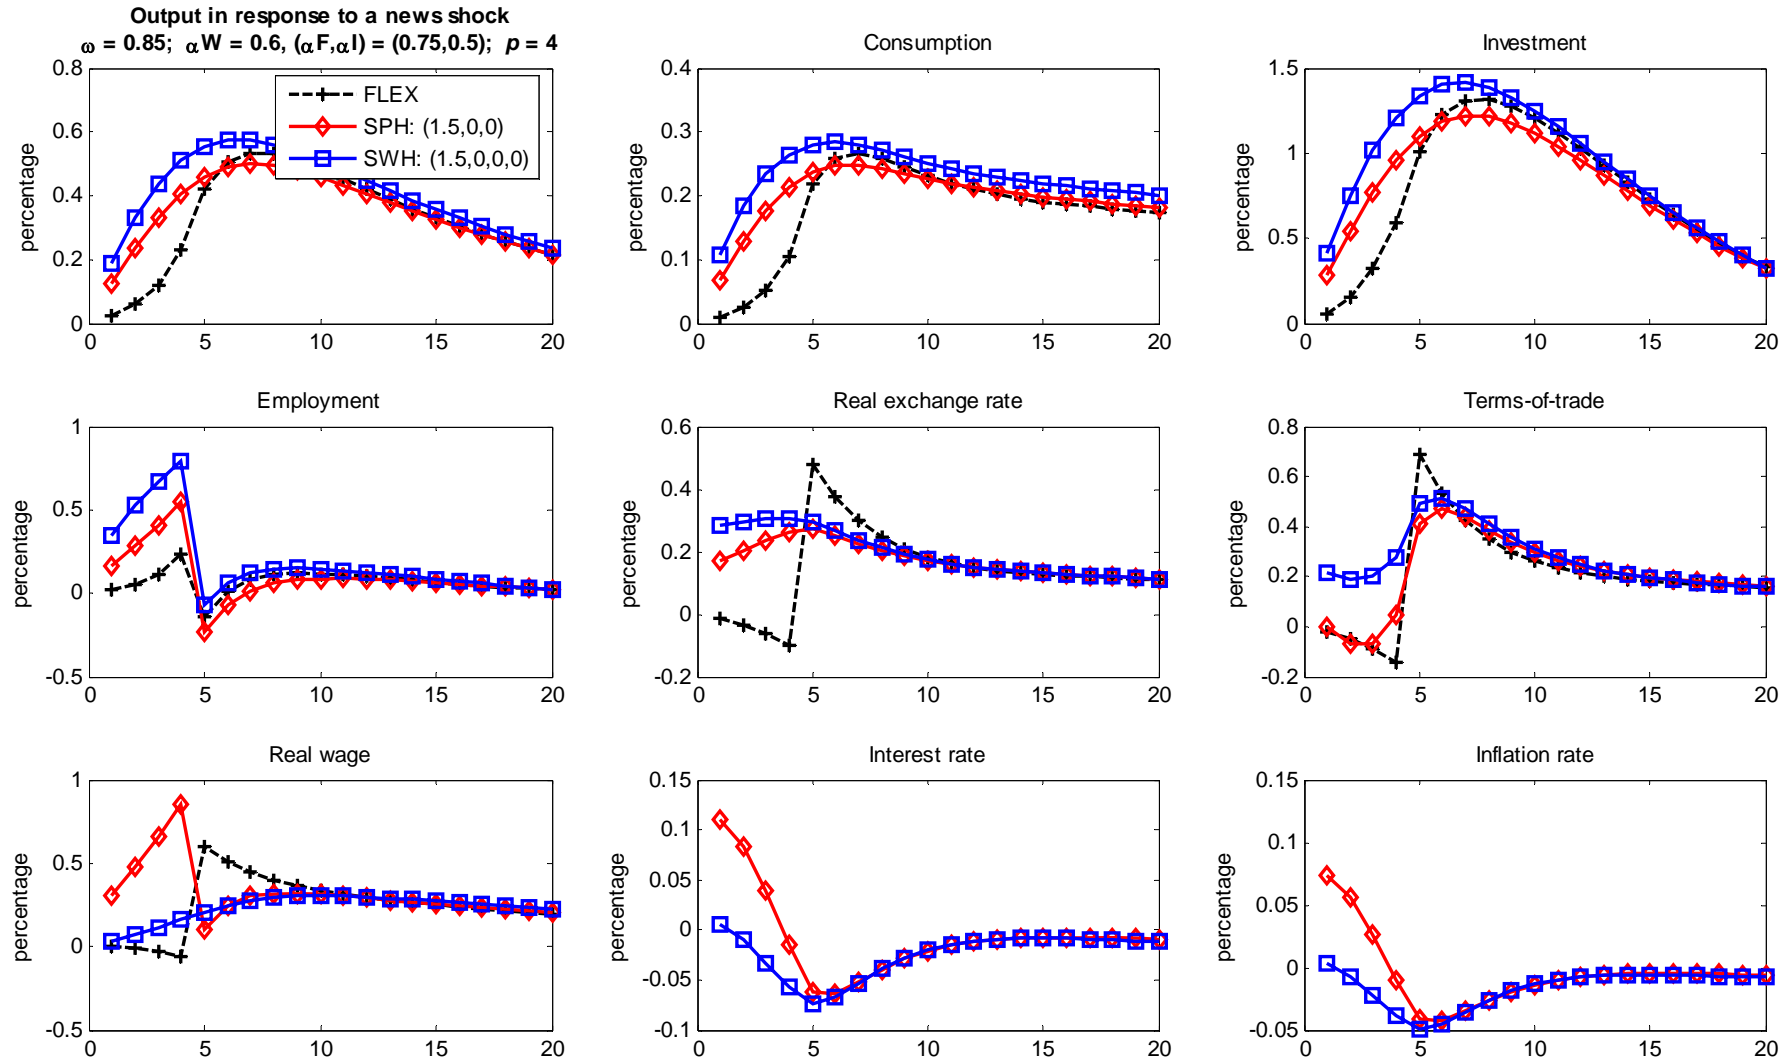 Output in response to a news shock
ω = 0.85; αW = 0.6, (αF,αI) = (0.75,0.5); p = 4
Consumption
Investment
percentage
0.8
0.6
0.4
0.2
0
FLEX
SPH: (1.5,0,0)
SWH: (1.5,0,0,0)
0 5 10 15 20
percentage
0.4
0.3
0.2
0.1
0
0 5 10 15 20
percentage
1.5
1
0.5
0
0 5 10 15 20
Employment
Real exchange rate
Terms-of-trade
percentage
1
0.5
0
-0.5
0 5 10 15 20
percentage
0.6
0.4
0.2
0
-0.2
0 5 10 15 20
percentage
0.8
0.6
0.4
0.2
0
-0.2
0 5 10 15 20
Real wage
Interest rate
Inflation rate
percentage
1
0.5
0
-0.5
0 5 10 15 20
percentage
0.15
0.1
0.05
0
-0.05
-0.1
0 5 10 15 20
percentage
0.15
0.1
0.05
0
-0.05
0 5 10 15 20